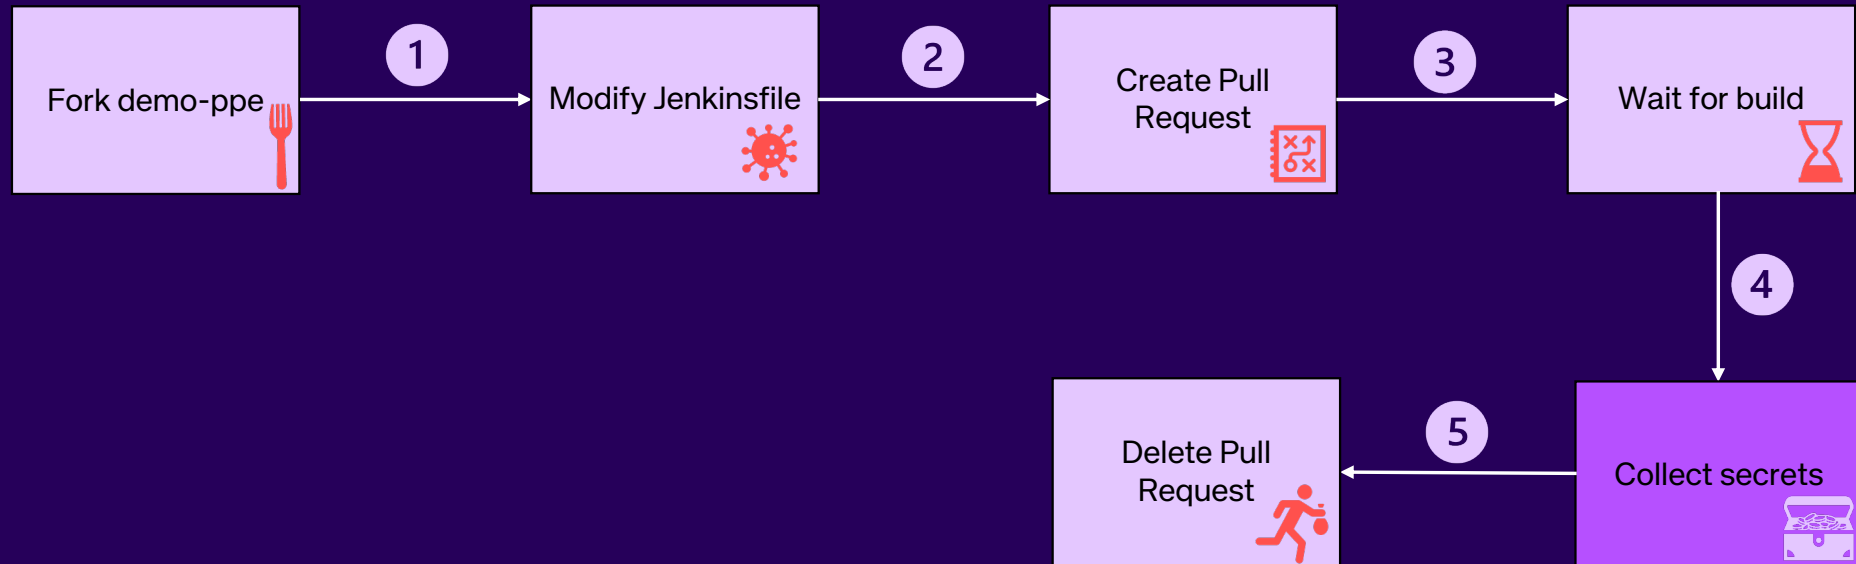 Fork demo-ppe
1
Modify Jenkinsfile
2
Create Pull
Request
3
Wait for build
4
Collect secrets
5
Delete Pull
Request